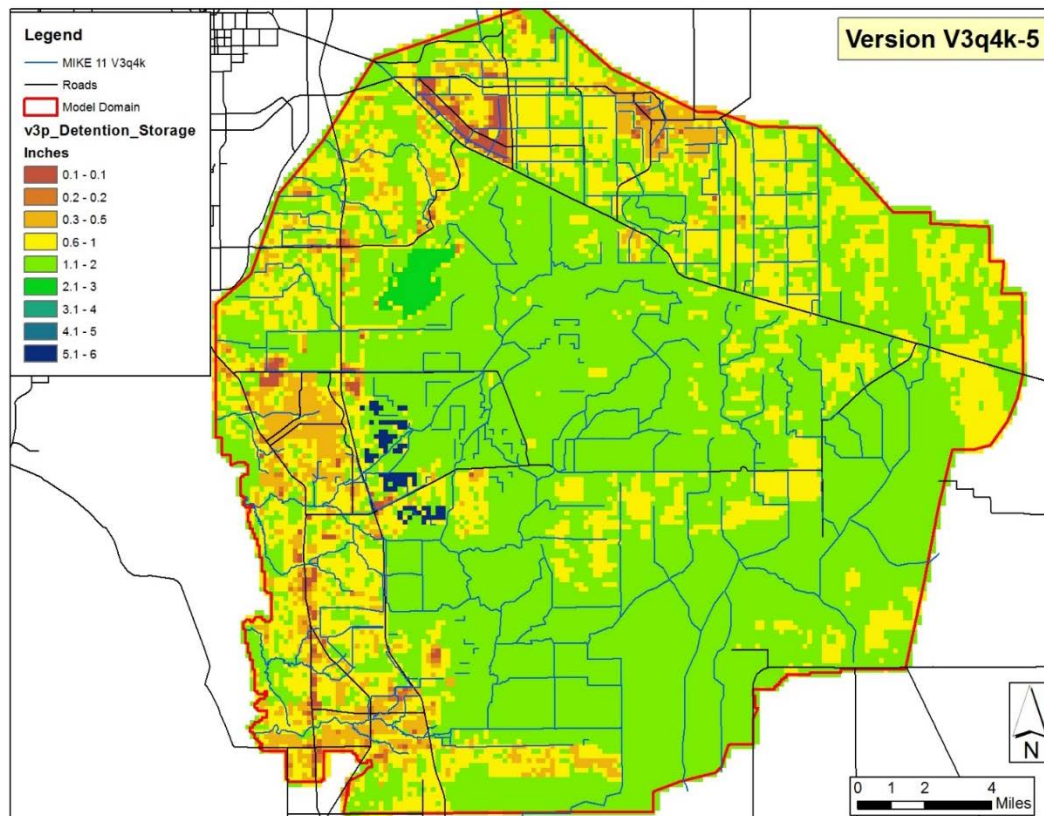 Version V3q4k-5
Legend
MIKE 11 V3q4k
Roads
Model Domain
v3p_Detention_Storage
Inches
0.1 - 0.1
0.2 - 0.2
0.3 - 0.5
0.6 - 1
1.1 - 2
2.1 - 3
3.1 - 4
4.1 - 5
5.1 - 6
N
0 1 2 4
Miles